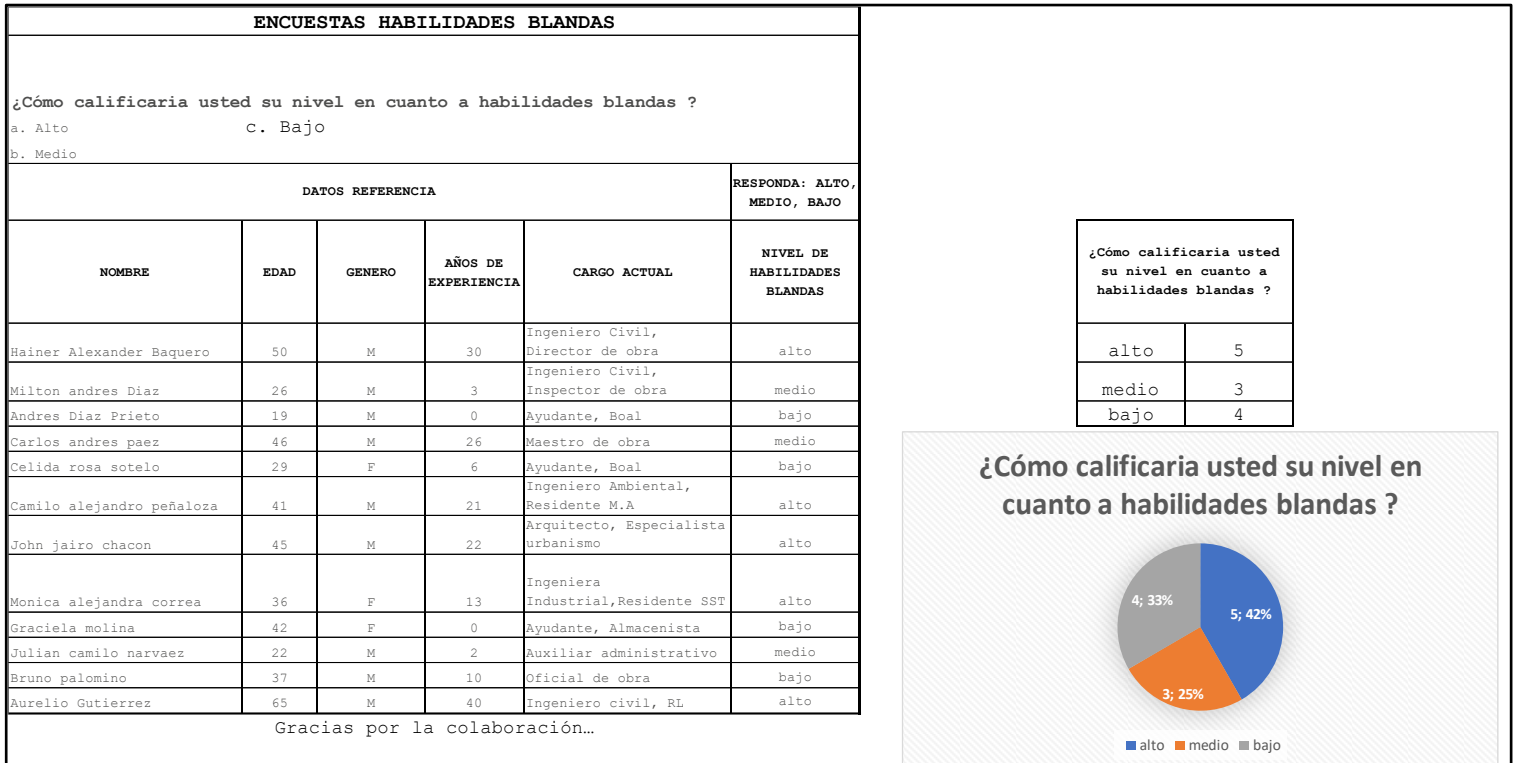 ENCUESTAS HABILIDADES BLANDAS
¿Cómo calificaria usted su nivel en cuanto a habilidades blandas ?
a. Alto c. Bajo
b. Medio
DATOS REFERENCIA
RESPONDA: ALTO,
MEDIO, BAJO
NOMBRE EDAD GENERO AÑOS DE EXPERIENCIA CARGO ACTUAL NIVEL DE HABILIDADES BLANDAS
Hainer Alexander Baquero 50 M 30 Ingeniero Civil, Director de obra alto
Milton andres Diaz 26 M 3 Ingeniero Civil, Inspector de obra medio
Andres Diaz Prieto 19 M 0 Ayudante, Boal bajo
Carlos andres paez 46 M 26 Maestro de obra medio
Celida rosa sotelo 29 F 6 Ayudante, Boal bajo
Camilo alejandro peñaloza 41 M 21 Ingeniero Ambiental, Residente M.A alto
John jairo chacon 45 M 22 Arquitecto, Especialista urbanismo alto
Monica alejandra correa 36 F 13 Ingeniera Industrial,Residente SST alto
Graciela molina 42 F 0 Ayudante, Almacenista bajo
Julian camilo narvaez 22 M 2 Auxiliar administrativo medio
Bruno palomino 37 M 10 Oficial de obra bajo
Aurelio Gutierrez 65 M 40 Ingeniero civil, RL alto
Gracias por la colaboración…
¿Cómo calificaria usted
su nivel en cuanto a
habilidades blandas ?
alto 5
medio 3
bajo 4
¿Cómo calificaria usted su nivel en
cuanto a habilidades blandas ?
4; 33%
5; 42%
3; 25%
alto medio bajo